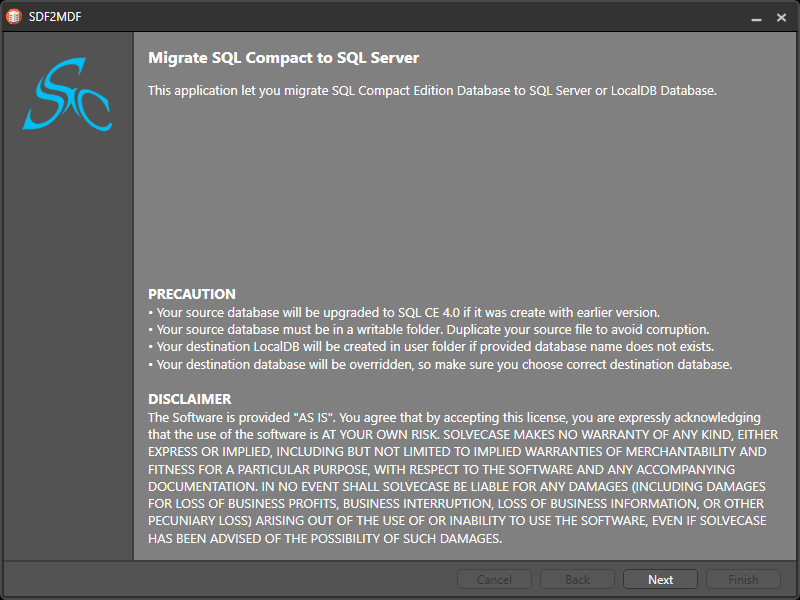 SDF2MDF
Migrate SQL Compact to SQL Server
This application let you migrate SQL Compact Edition Database to SQL Server or LocalDB Database.
PRECAUTION
• Your source database will be upgraded to SQL CE 4.0 if it was create with earlier version.
• Your source database must be in a writable folder. Duplicate your source file to avoid corruption.
• Your destination LocalDB will be created in user folder if provided database name does not exists.
• Your destination database will be overridden, so make sure you choose correct destination database.
DISCLAIMER
The Software is provided "AS IS". You agree that by accepting this license, you are expressly acknowledging
that the use of the software is AT YOUR OWN RISK. SOLVECASE MAKES NO WARRANTY OF ANY KIND, EITHER
EXPRESS OR IMPLIED, INCLUDING BUT NOT LIMITED TO IMPLIED WARRANTIES OF MERCHANTABILITY AND
FITNESS FOR A PARTICULAR PURPOSE, WITH RESPECT TO THE SOFTWARE AND ANY ACCOMPANYING
DOCUMENTATION. IN NO EVENT SHALL SOLVECASE BE LIABLE FOR ANY DAMAGES (INCLUDING DAMAGES
FOR LOSS OF BUSINESS PROFITS, BUSINESS INTERRUPTION, LOSS OF BUSINESS INFORMATION, OR OTHER
PECUNIARY LOSS) ARISING OUT OF THE USE OF OR INABILITY TO USE THE SOFTWARE, EVEN IF SOLVECASE
HAS BEEN ADVISED OF THE POSSIBILITY OF SUCH DAMAGES.
Cancel Back Next Finish